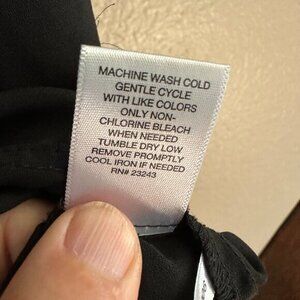 MACHINE WASH COLD
GENTLE CYCLE
WITH LIKE COLORS
ONLY NON-
CHLORINE BLEACH
WHEN NEEDED
TUMBLE DRY LOW
REMOVE PROMPTLY
COOL IRON IF NEEDED
RN# 23243